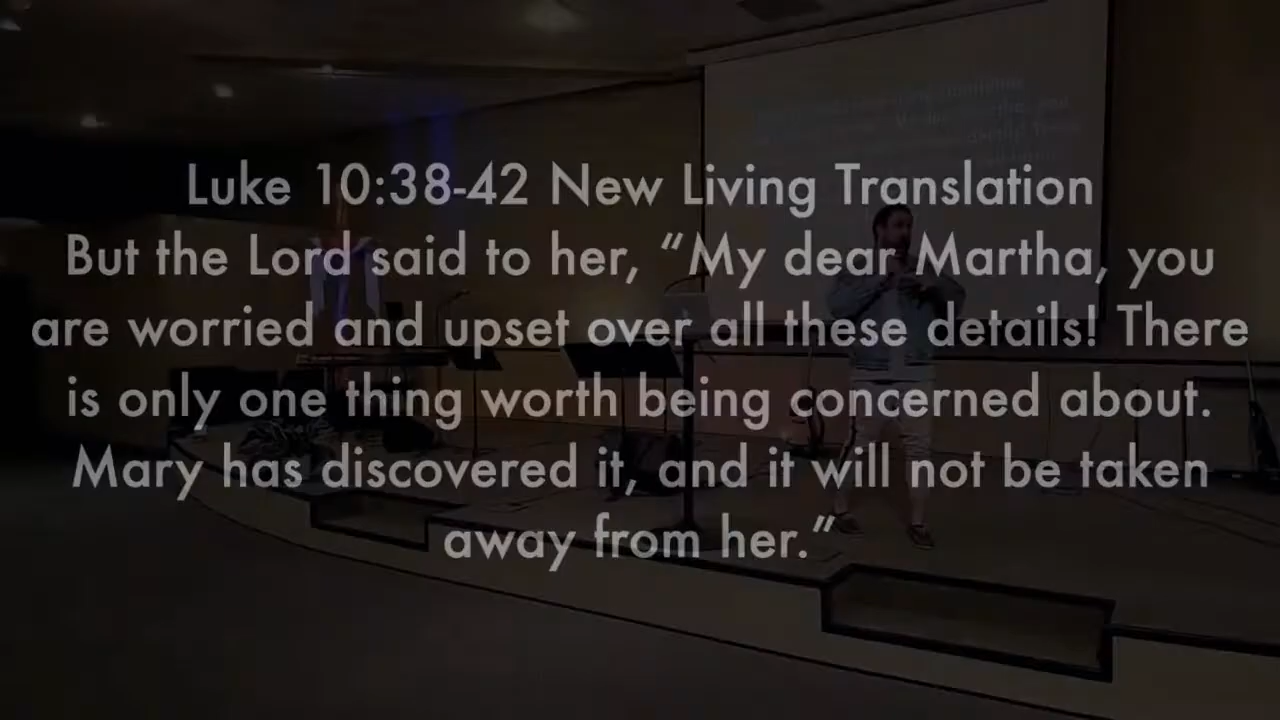 Luke 10:38-42 New Living Translation
But the Lord said to her, “My dear Martha, you
are worried and upset over all these details! There
is only one thing worth being concerned about.
Mary has discovered it, and it will not be taken
away from her.”